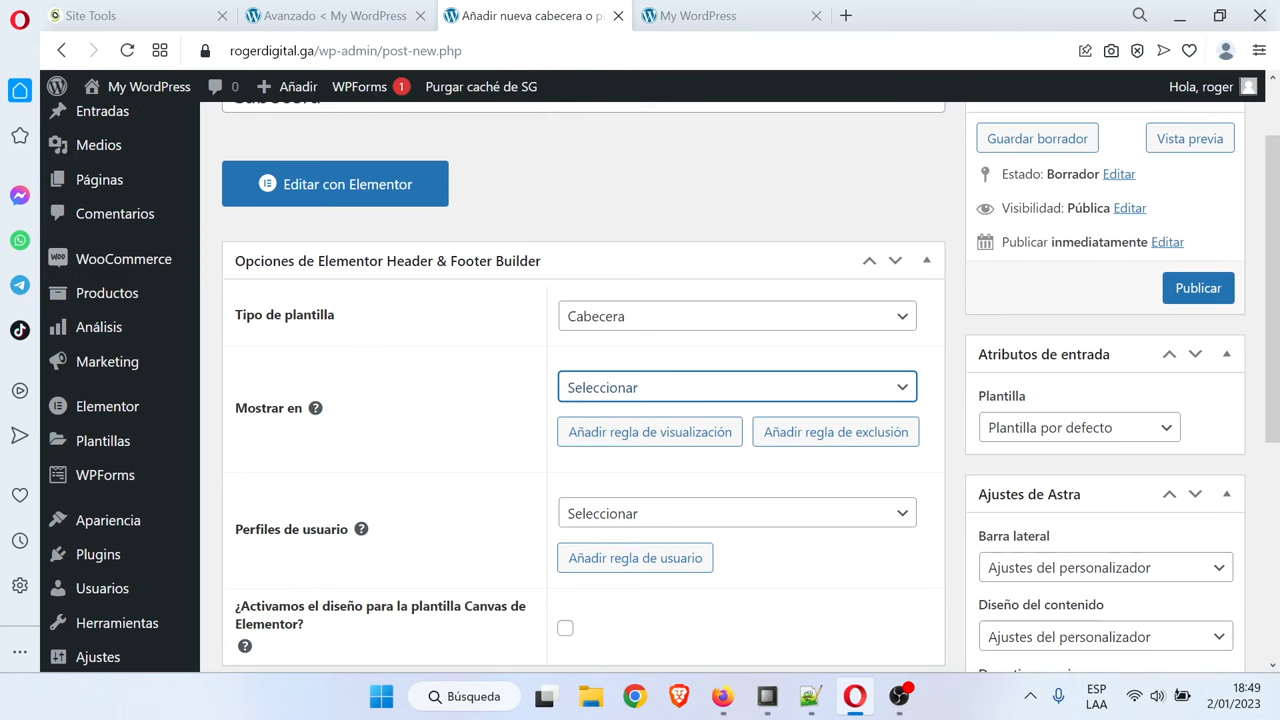 Site Tools
Avanzado < My WordPress
Añadir nueva cabecera o p
My WordPress
rogerdigital.ga/wp-admin/post-new.php
My WordPress
0
Añadir
WPForms 1
Purgar caché de SG
Hola, roger
Entradas
Medios
Páginas
Comentarios
WooCommerce
Productos
Análisis
Marketing
Elementor
Plantillas
WPForms
Apariencia
Plugins
Usuarios
Herramientas
Ajustes
Cabecera
Editar con Elementor
Opciones de Elementor Header & Footer Builder
Tipo de plantilla
Cabecera
Mostrar en
Seleccionar
Añadir regla de visualización
Añadir regla de exclusión
Perfiles de usuario
Seleccionar
Añadir regla de usuario
¿Activamos el diseño para la plantilla Canvas de
Elementor?
Guardar borrador
Vista previa
Estado: Borrador Editar
Visibilidad: Pública Editar
Publicar inmediatamente Editar
Publicar
Atributos de entrada
Plantilla
Plantilla por defecto
Ajustes de Astra
Barra lateral
Ajustes del personalizador
Diseño del contenido
Ajustes del personalizador
Búsqueda
ESP
LAA
18:49
2/01/2023